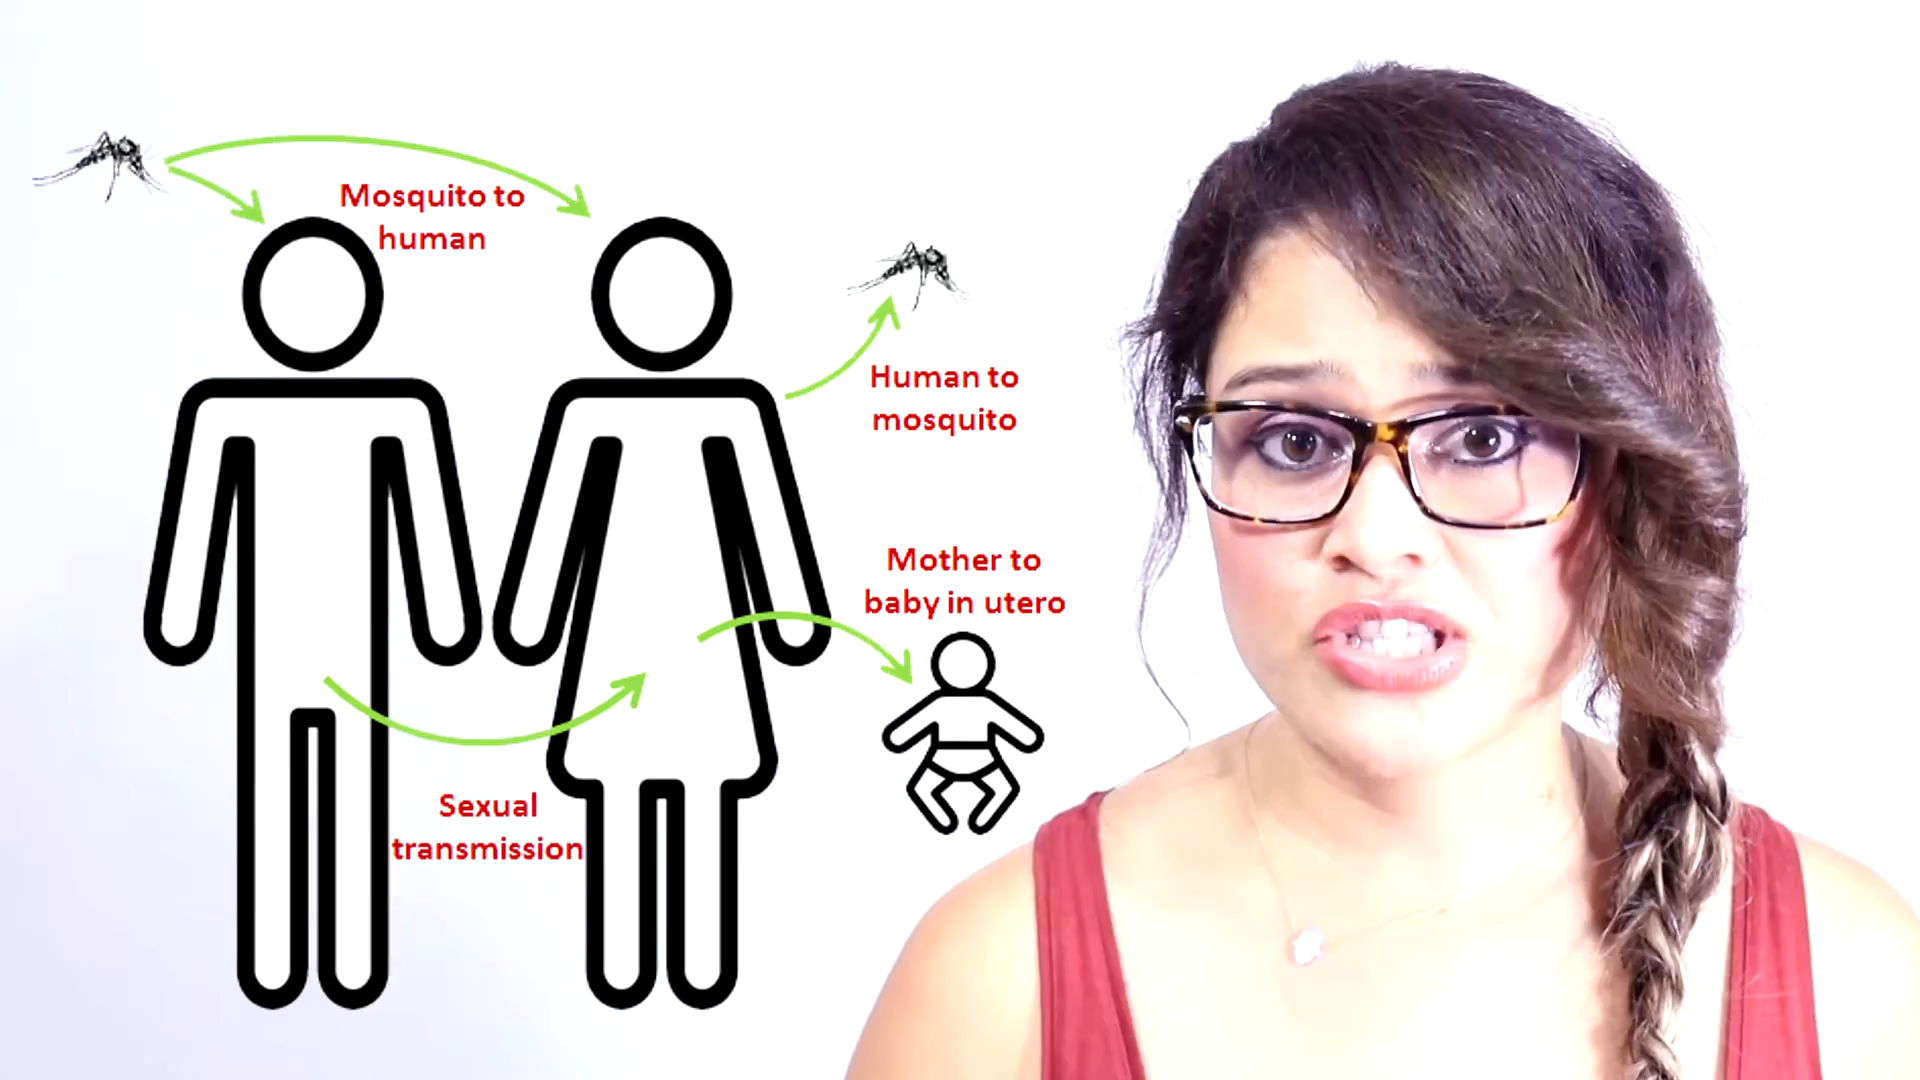 Mosquito to
human
Human to
mosquito
Mother to
baby in utero
Sexual
transmission